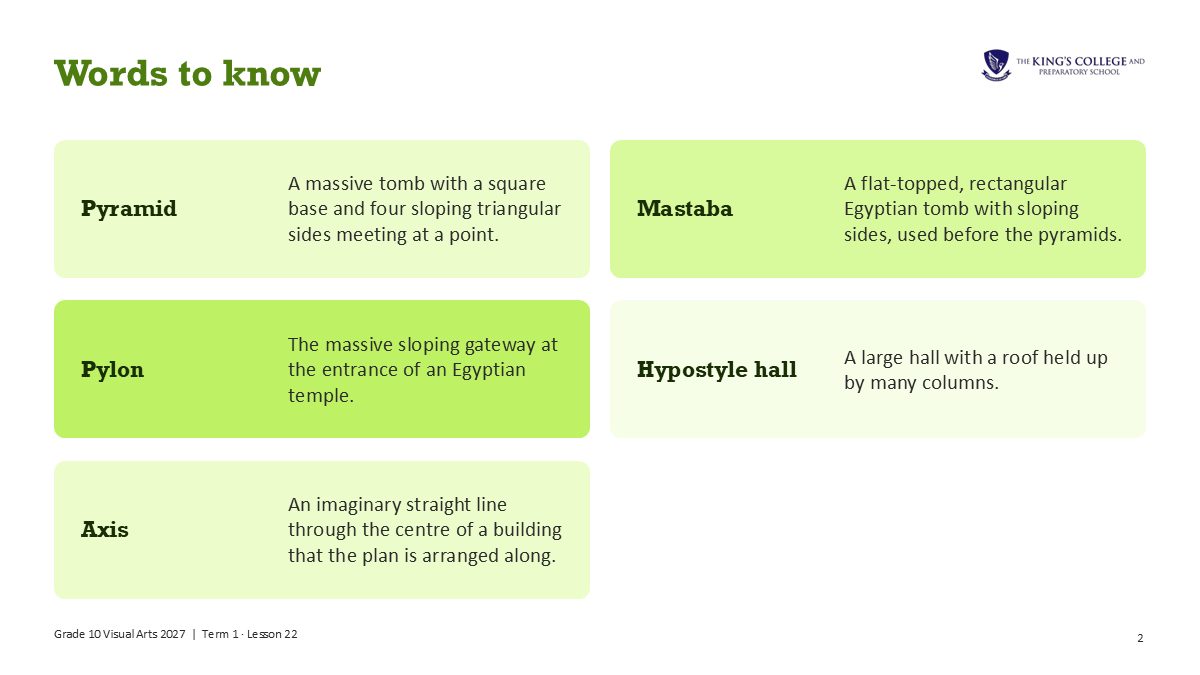 Words to know
THE KING'S COLLEGE AND
PREPARATORY SCHOOL
Pyramid
A massive tomb with a square
base and four sloping triangular
sides meeting at a point.
Mastaba
A flat-topped, rectangular
Egyptian tomb with sloping
sides, used before the pyramids.
Pylon
The massive sloping gateway at
the entrance of an Egyptian
temple.
Hypostyle hall
A large hall with a roof held up
by many columns.
Axis
An imaginary straight line
through the centre of a building
that the plan is arranged along.
Grade 10 Visual Arts 2027 | Term 1 · Lesson 22
2